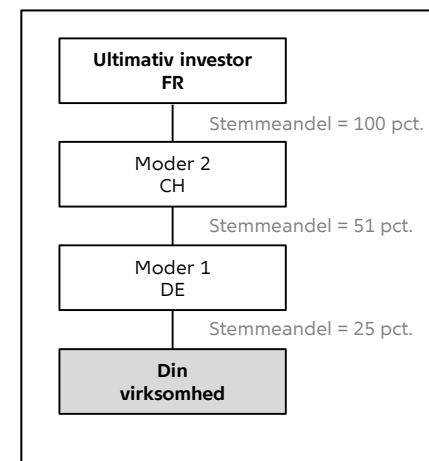 Ultimativ investor
FR
Stemmeandel = 100 pct.
Moder 2
CH
Stemmeandel = 51 pct.
Moder 1
DE
Stemmeandel = 25 pct.
Din
virksomhed